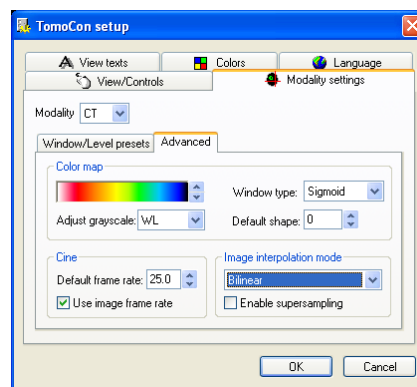 TomoCon setup
View texts
Colors
Language
View/Controls
Modality settings
Modality CT
Window/Level presets
Advanced
Color map
Window type: Sigmoid
Adjust grayscale: WL
Default shape: 0
Cine
Image interpolation mode
Default frame rate: 25.0
Bilinear
Use image frame rate
Enable supersampling
OK
Cancel